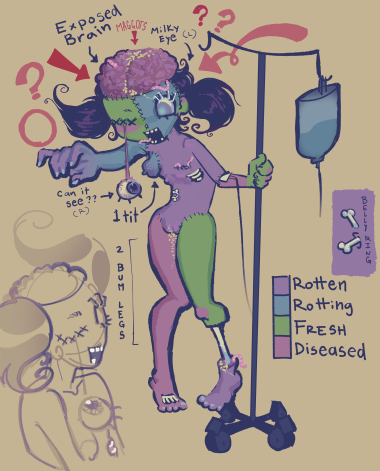 Exposed
Brain
MAGGOTS
Milky
Eye (L)
? ?
?
?
can it
see??
(R)
1 tit
2
BUM
LEGS
BELLY RING
Rotten
Rotting
FRESH
Diseased